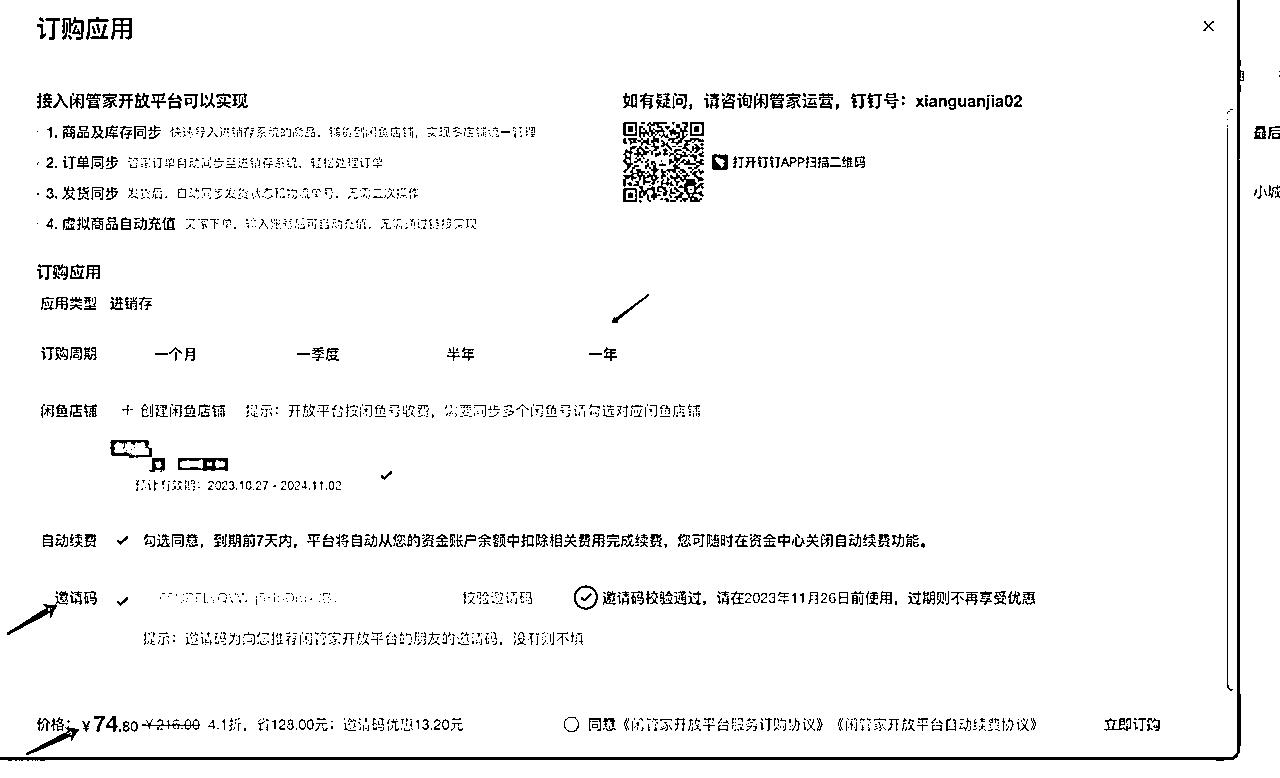 订购应用
接入闲管家开放平台可以实现
如有疑问，请咨询闲管家运营，钉钉号：xianguanjia02
· 1. 商品及库存同步 快速导入进销存系统的商品，铺货到闲鱼店铺，实现多店铺统一管理
打开钉钉APP扫描二维码
· 2. 订单同步 管家订单自动同步至进销存系统，轻松处理订单
· 3. 发货同步 发货后，自动同步发货状态和物流单号，无需二次操作
· 4. 虚拟商品自动充值 买家下单，输入账号后可自动充值，无需通过链接实现
订购应用
应用类型 进销存
订购周期 一个月 一季度 半年 一年
闲鱼店铺 + 创建闲鱼店铺 提示：开放平台按闲鱼号收费，需要同步多个闲鱼号请勾选对应闲鱼店铺
预计有效期：2023.10.27 - 2024.11.02
自动续费 勾选同意，到期前7天内，平台将自动从您的资金账户余额中扣除相关费用完成续费，您可随时在资金中心关闭自动续费功能。
邀请码 校验邀请码 邀请码校验通过，请在2023年11月26日前使用，过期则不再享受优惠
提示：邀请码为向您推荐闲管家开放平台的朋友的邀请码，没有则不填
价格：¥74.80 ¥216.00 4.1折，省128.00元；邀请码优惠13.20元 同意《闲管家开放平台服务订购协议》《闲管家开放平台自动续费协议》 立即订购
最后
小城